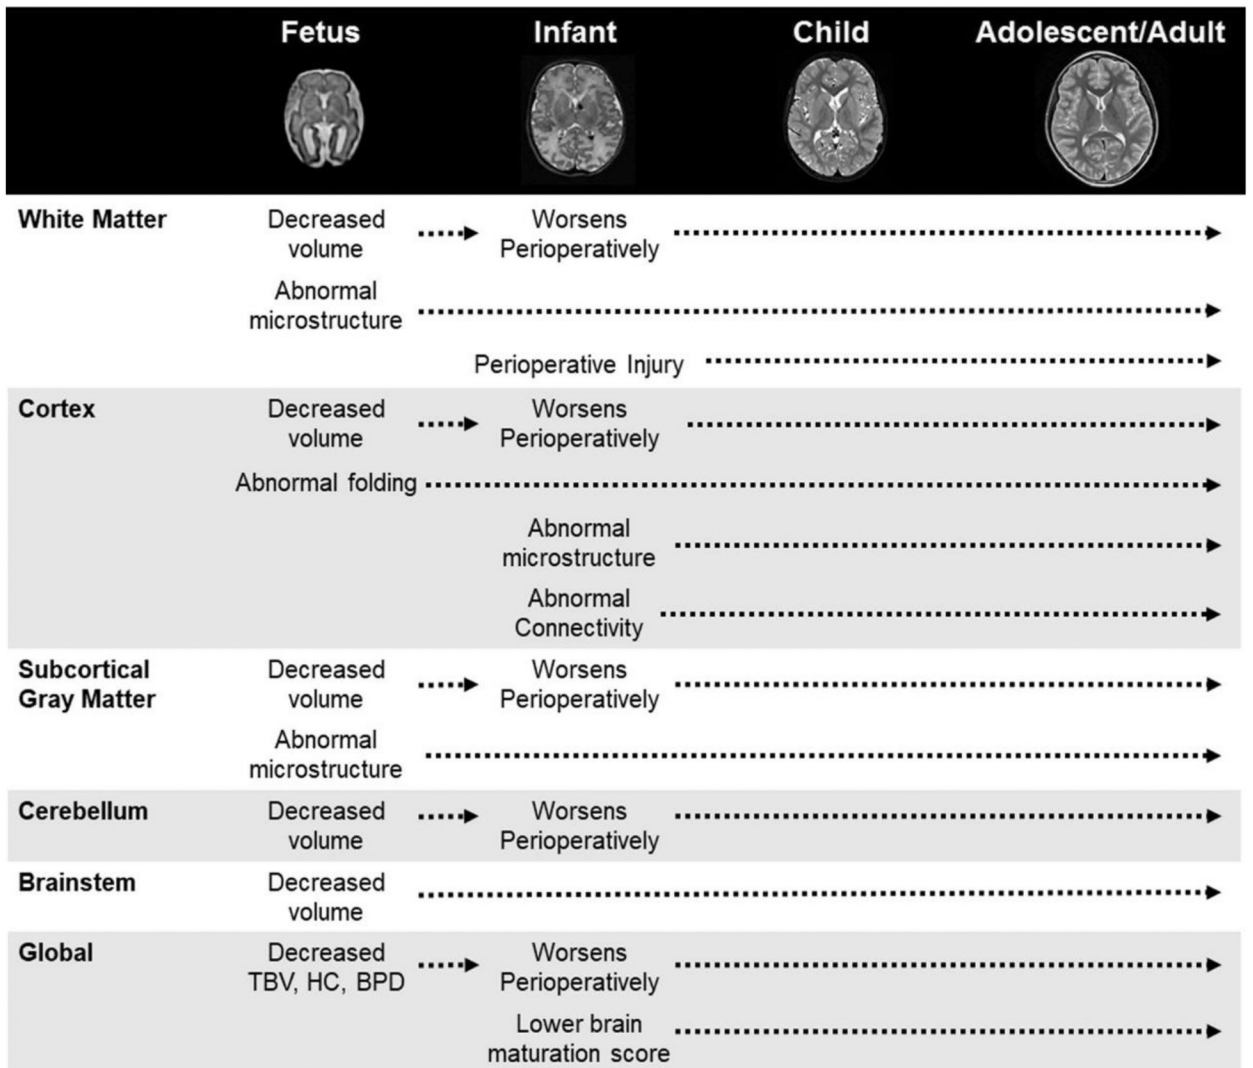 Fetus Infant Child Adolescent/Adult
White Matter Decreased Worsens
volume Perioperatively
Abnormal
microstructure
Perioperative Injury
Cortex Decreased Worsens
volume Perioperatively
Abnormal folding
Abnormal
microstructure
Abnormal
Connectivity
Subcortical Decreased Worsens
Gray Matter volume Perioperatively
Abnormal
microstructure
Cerebellum Decreased Worsens
volume Perioperatively
Brainstem Decreased
volume
Global Decreased Worsens
TBV, HC, BPD Perioperatively
Lower brain
maturation score